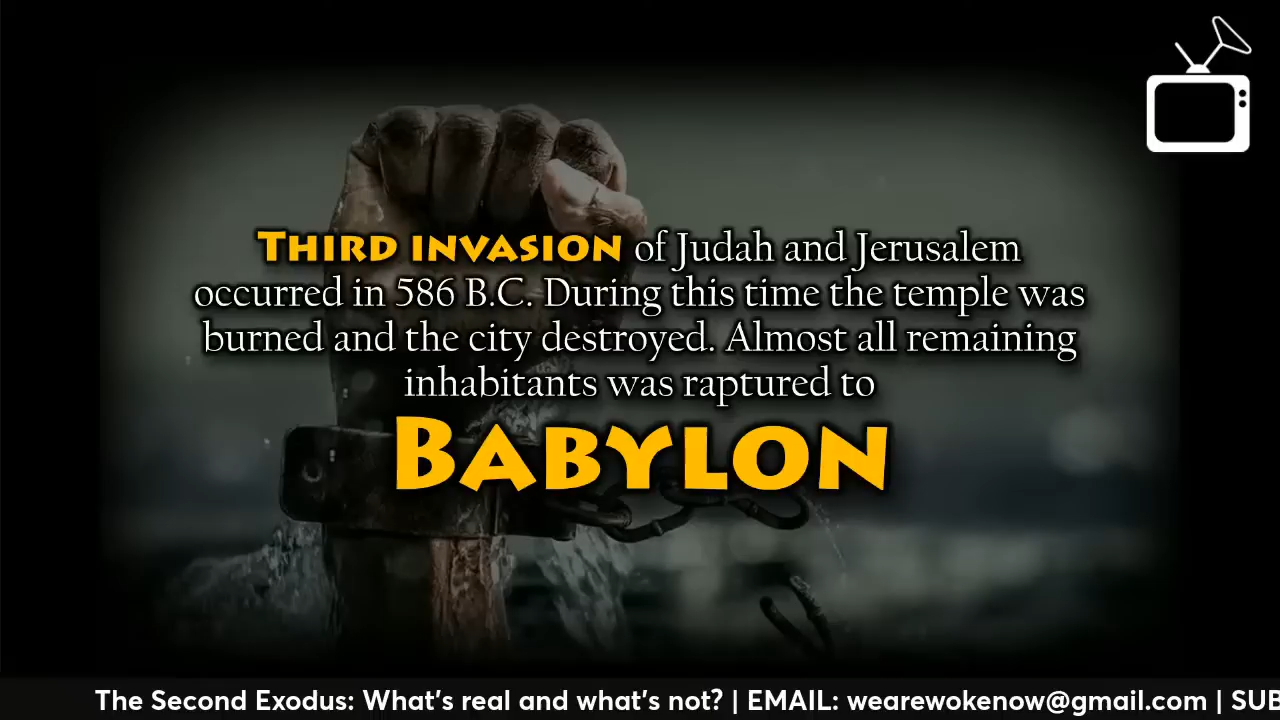 THIRD INVASION of Judah and Jerusalem
occurred in 586 B.C. During this time the temple was
burned and the city destroyed. Almost all remaining
inhabitants was raptured to
BABYLON
The Second Exodus: What's real and what's not? | EMAIL: wearewokenow@gmail.com | SUB